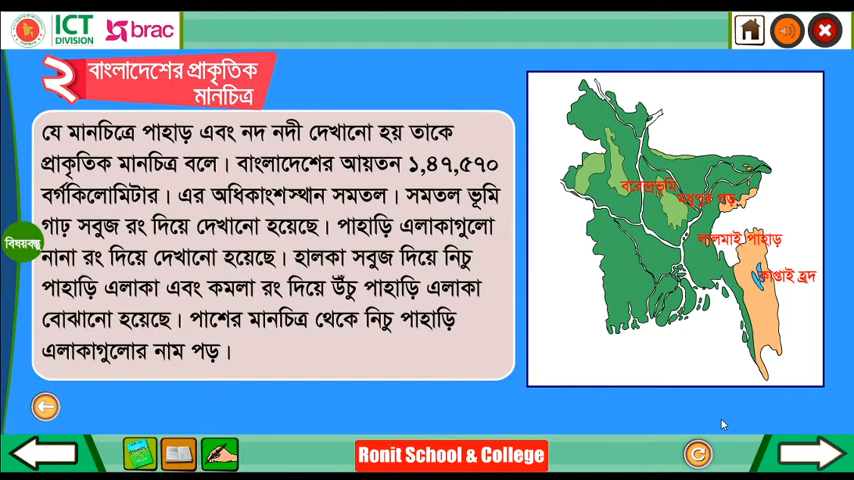 ICT
DIVISION
brac
২
বাংলাদেশের প্রাকৃতিক
মানচিত্র
যে মানচিত্রে পাহাড় এবং নদ নদী দেখানো হয় তাকে
প্রাকৃতিক মানচিত্র বলে। বাংলাদেশের আয়তন ১,৪৭,৫৭০
বর্গকিলোমিটার। এর অধিকাংশস্থান সমতল। সমতল ভূমি
গাঢ় সবুজ রং দিয়ে দেখানো হয়েছে। পাহাড়ি এলাকাগুলো
নানা রং দিয়ে দেখানো হয়েছে। হালকা সবুজ দিয়ে নিচু
পাহাড়ি এলাকা এবং কমলা রং দিয়ে উঁচু পাহাড়ি এলাকা
বোঝানো হয়েছে। পাশের মানচিত্র থেকে নিচু পাহাড়ি
এলাকাগুলোর নাম পড়।
বিষয়বস্তু
বরেন্দ্রভূমি
মধুপুর গড়
লালমাই পাহাড়
কাপ্তাই হ্রদ
Ronit School & College